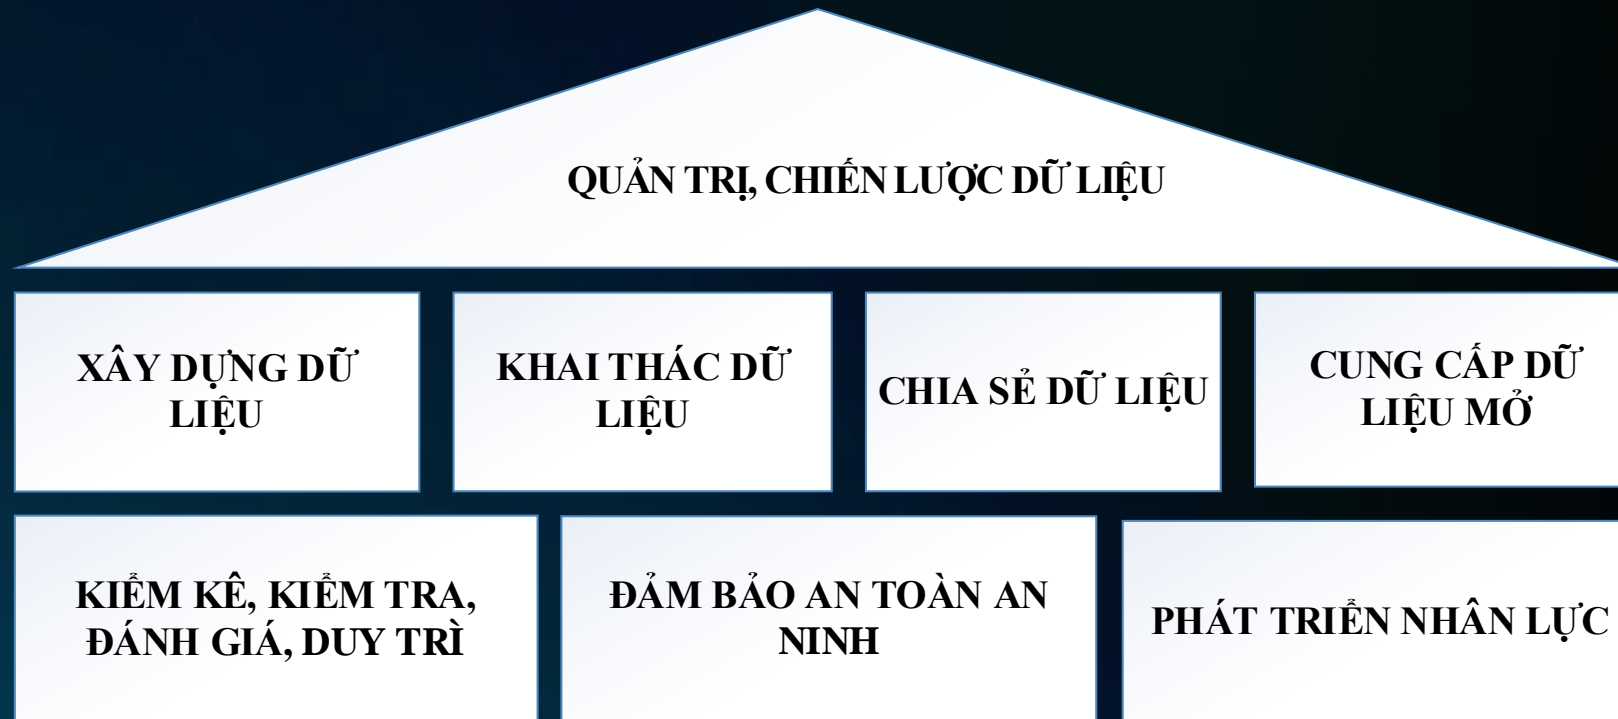 QUẢN TRỊ, CHIẾN LƯỢC DỮ LIỆU
XÂY DỰNG DỮ
LIỆU
KHAI THÁC DỮ
LIỆU
CHIA SẺ DỮ LIỆU
CUNG CẤP DỮ
LIỆU MỞ
KIỂM KÊ, KIỂM TRA,
ĐÁNH GIÁ, DUY TRÌ
ĐẢM BẢO AN TOÀN AN
NINH
PHÁT TRIỂN NHÂN LỰC